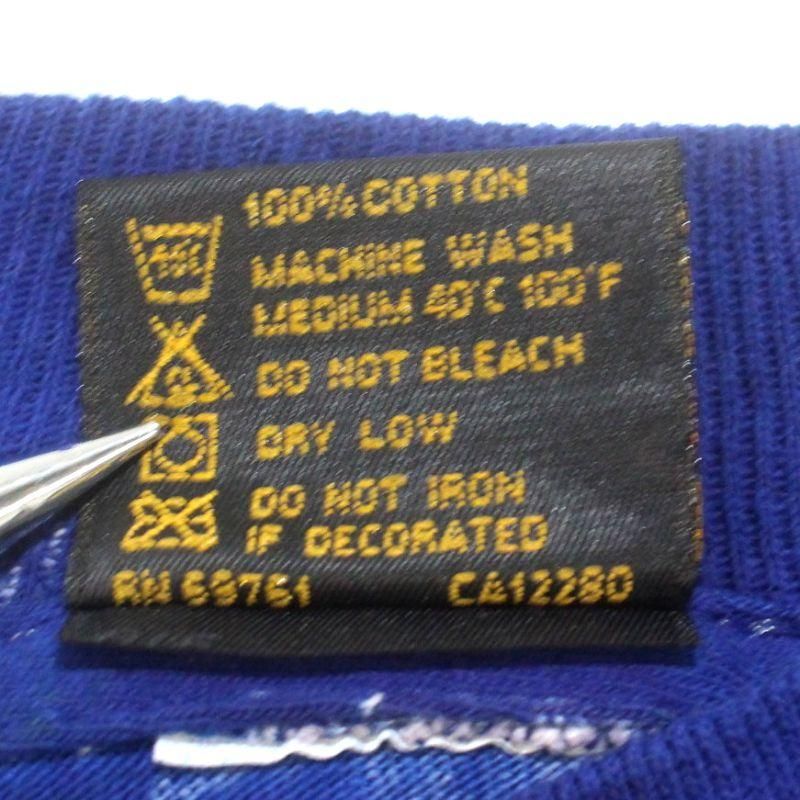 100% COTTON
MACHINE WASH
MEDIUM 40°C 100°F
DO NOT BLEACH
DRY LOW
DO NOT IRON
IF DECORATED
RN 69761 CA12280